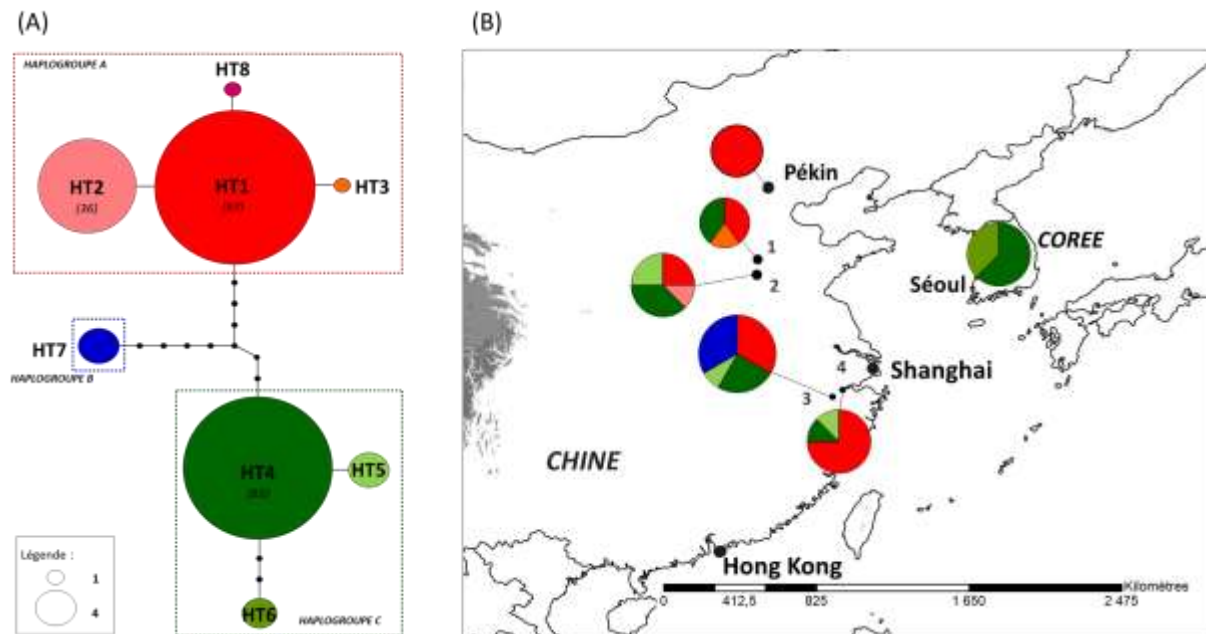 (A)
HAPLOGROUPE A
HT8
HT2
(36)
HT1
HT3
HT7
HAPLOGROUPE B
HT4
HT5
HT6
HAPLOGROUPE C
Légende :
1
4
(B)
Pékin
1
2
COREE
Séoul
4
Shanghai
3
CHINE
Hong Kong
Kilomètres
0 412,5 825 1 650 2 475